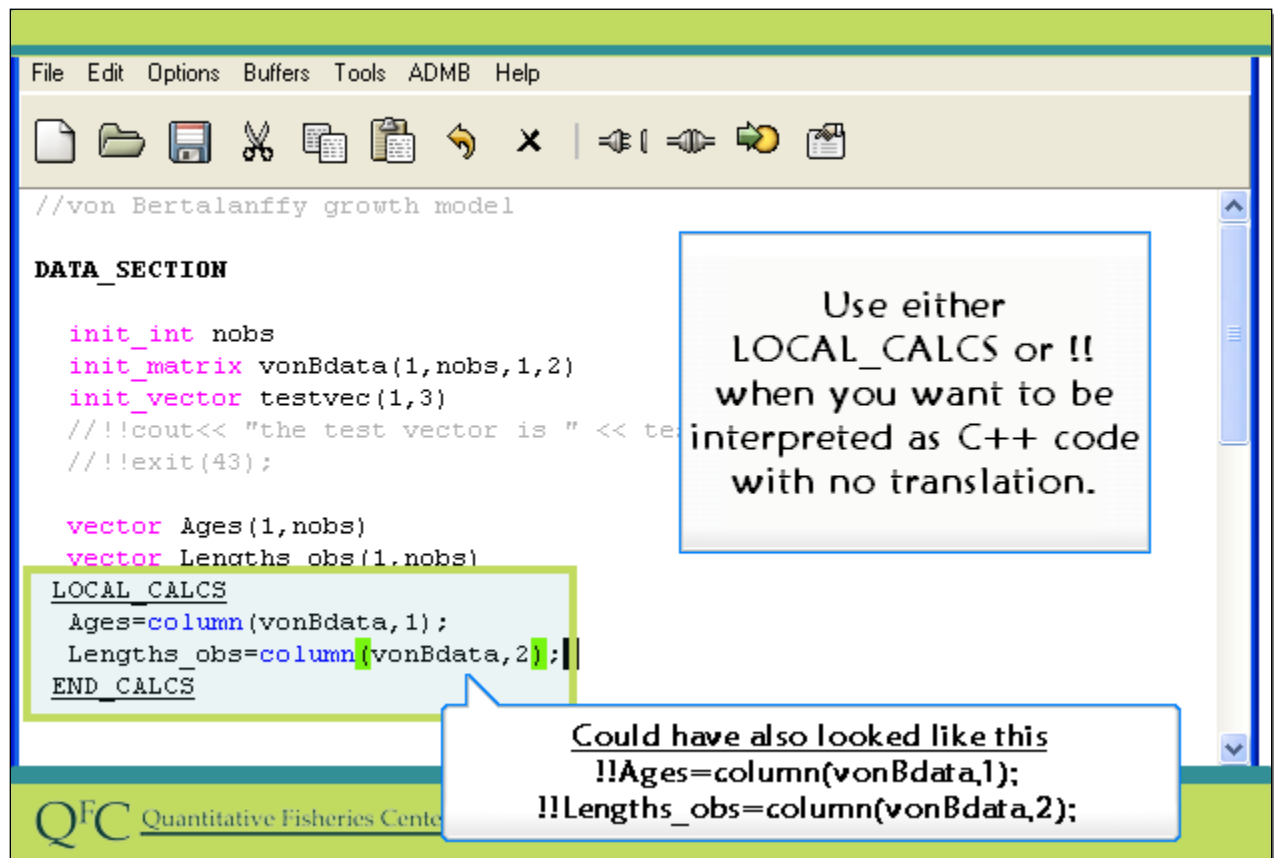 File Edit Options Buffers Tools ADMB Help
//von Bertalanffy growth model
DATA_SECTION
init_int nobs
init_matrix vonBdata(1,nobs,1,2)
init_vector testvec(1,3)
//!!cout<< "the test vector is " <<
//!!exit(43);
vector Ages(1,nobs)
vector Lengths_obs(1,nobs)
LOCAL_CALCS
Ages=column(vonBdata,1);
Lengths_obs=column(vonBdata,2);
END_CALCS
Use either
LOCAL_CALCS or !!
when you want to be
interpreted as C++ code
with no translation.
Could have also looked like this
!!Ages=column(vonBdata,1);
!!Lengths_obs=column(vonBdata,2);
QFC Quantitative Fisheries